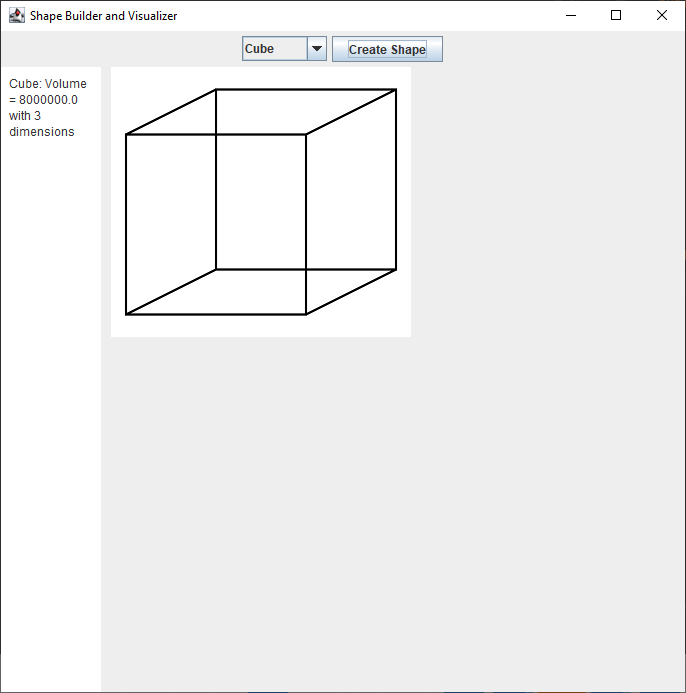 Shape Builder and Visualizer
Cube
Create Shape
Cube: Volume
= 8000000.0
with 3
dimensions